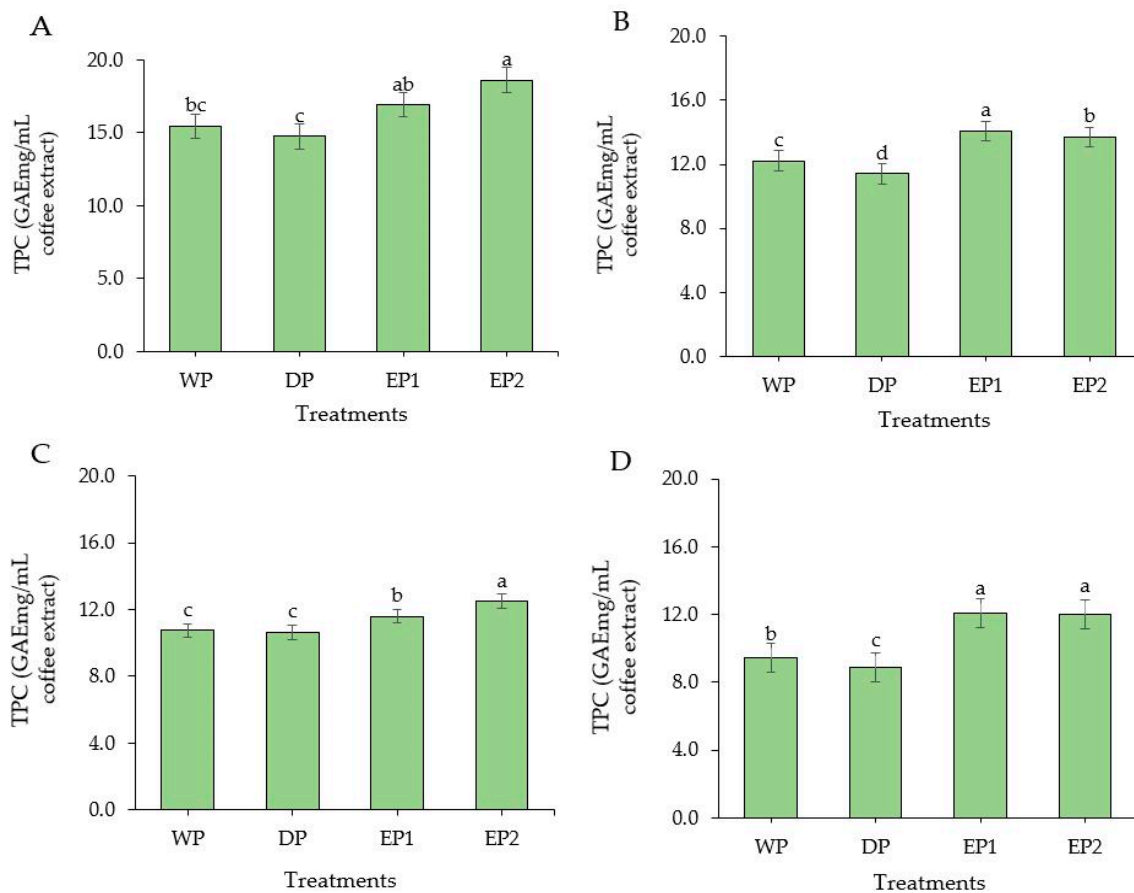 A
TPC (GAEmg/mL
coffee extract)
20.0
15.0
10.0
5.0
0.0
bc
c
ab
a
WP
DP
EP1
EP2
Treatments
B
TPC (GAEmg/mL
coffee extract)
20.0
16.0
12.0
8.0
4.0
0.0
c
d
a
b
WP
DP
EP1
EP2
Treatments
C
TPC (GAEmg/mL
coffee extract)
20.0
16.0
12.0
8.0
4.0
0.0
c
c
b
a
WP
DP
EP1
EP2
Treatments
D
TPC (GAEmg/mL
coffee extract)
20.0
16.0
12.0
8.0
4.0
0.0
b
c
a
a
WP
DP
EP1
EP2
Treatments